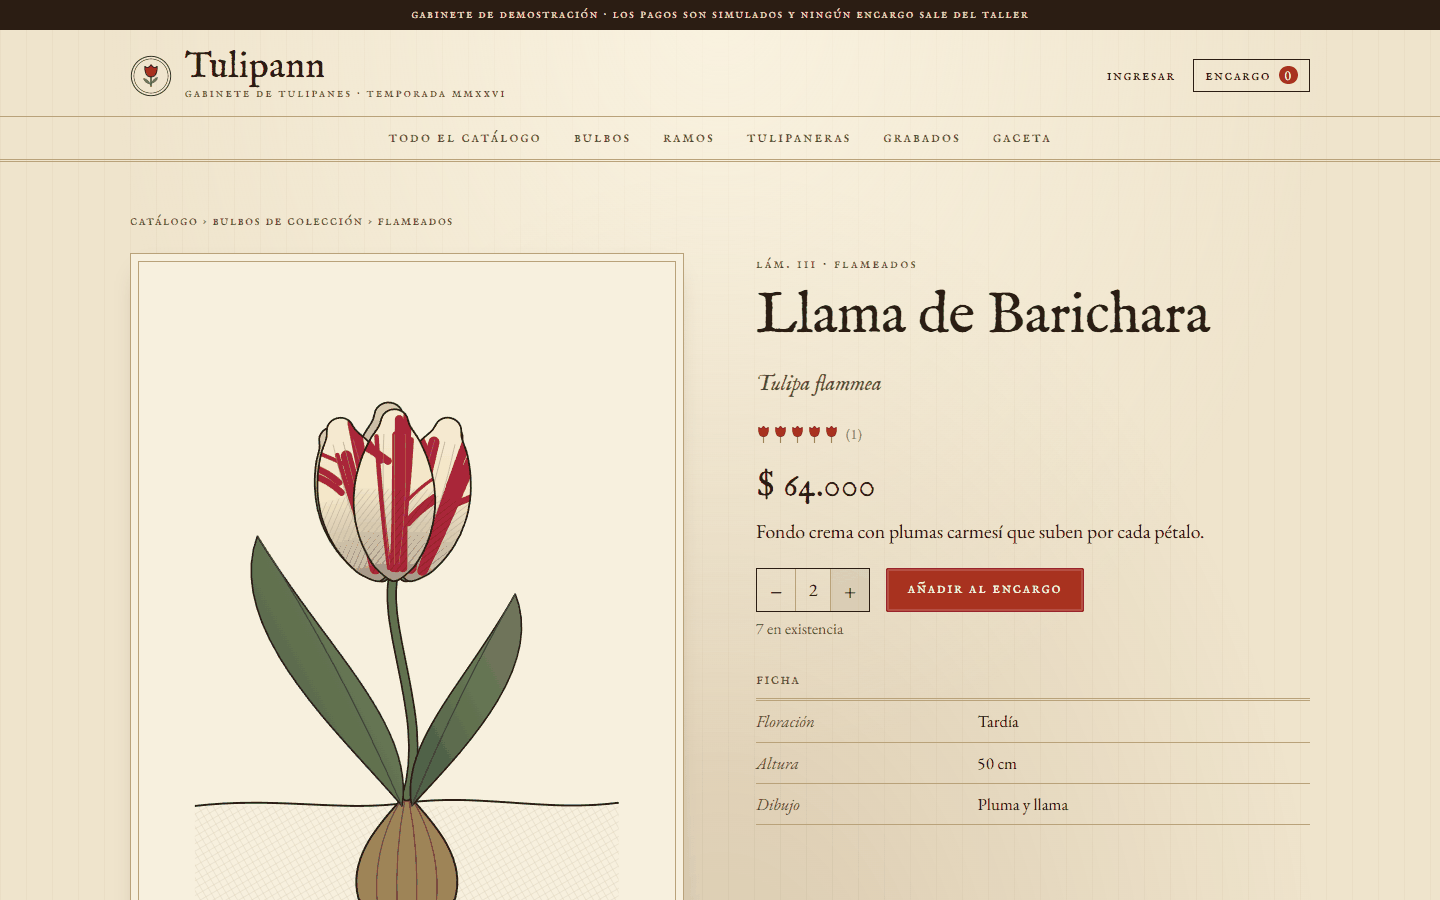 GABINETE DE DEMOSTRACIÓN · LOS PAGOS SON SIMULADOS Y NINGÚN ENCARGO SALE DEL TALLER
Tulipann
GABINETE DE TULIPANES · TEMPORADA MMXXVI
INGRESAR
ENCARGO 0
TODO EL CATÁLOGO BULBOS RAMOS TULIPANERAS GRABADOS GACETA
CATÁLOGO › BULBOS DE COLECCIÓN › FLAMEADOS
LÁM. III · FLAMEADOS
Llama de Barichara
Tulipa flammea
(1)
$ 64.000
Fondo crema con plumas carmesí que suben por cada pétalo.
− 2 +
AÑADIR AL ENCARGO
7 en existencia
FICHA
Floración Tardía
Altura 50 cm
Dibujo Pluma y llama